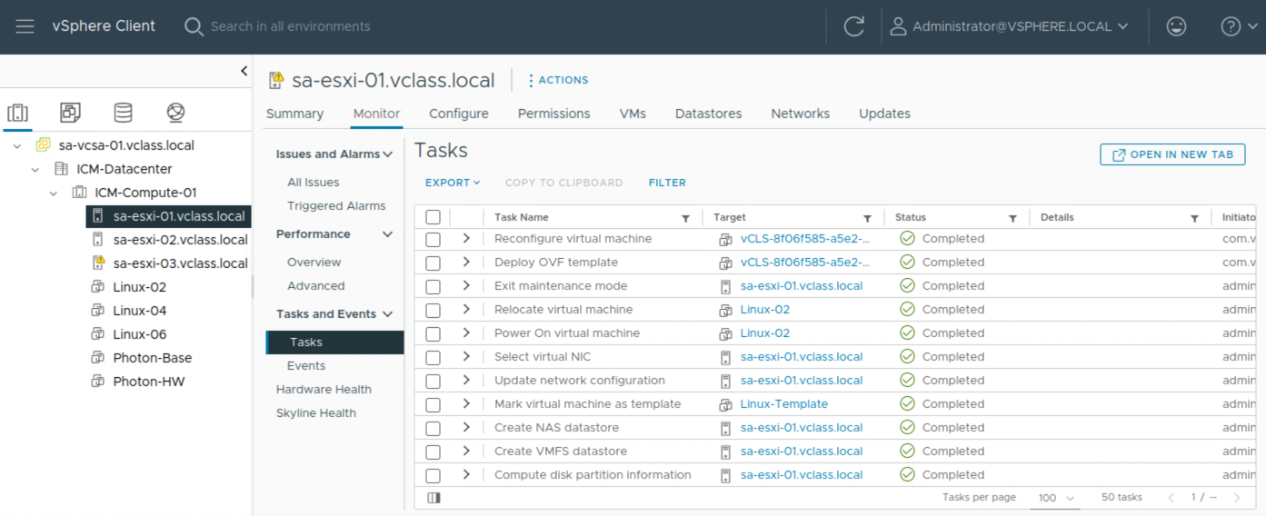 vSphere Client
Search in all environments
Administrator@VSPHERE.LOCAL
sa-vcsa-01.vclass.local
ICM-Datacenter
ICM-Compute-01
sa-esxi-01.vclass.local
sa-esxi-02.vclass.local
sa-esxi-03.vclass.local
Linux-02
Linux-04
Linux-06
Photon-Base
Photon-HW
sa-esxi-01.vclass.local
ACTIONS
Summary Monitor Configure Permissions VMs Datastores Networks Updates
Issues and Alarms
All Issues
Triggered Alarms
Performance
Overview
Advanced
Tasks and Events
Tasks
Events
Hardware Health
Skyline Health
Tasks
OPEN IN NEW TAB
EXPORT COPY TO CLIPBOARD FILTER
Task Name Target Status Details Initiato
Reconfigure virtual machine vCLS-8f06f585-a5e2-... Completed com.v
Deploy OVF template vCLS-8f06f585-a5e2-... Completed com.v
Exit maintenance mode sa-esxi-01.vclass.local Completed admin
Relocate virtual machine Linux-02 Completed admin
Power On virtual machine Linux-02 Completed admin
Select virtual NIC sa-esxi-01.vclass.local Completed admin
Update network configuration sa-esxi-01.vclass.local Completed admin
Mark virtual machine as template Linux-Template Completed admin
Create NAS datastore sa-esxi-01.vclass.local Completed admin
Create VMFS datastore sa-esxi-01.vclass.local Completed admin
Compute disk partition information sa-esxi-01.vclass.local Completed admin
Tasks per page 100 50 tasks 1 / --